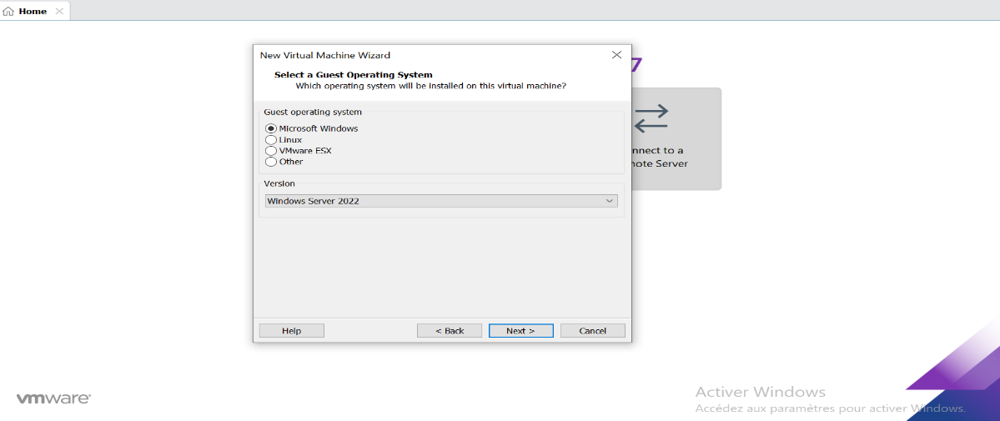 Home
7
New Virtual Machine Wizard
Select a Guest Operating System
Which operating system will be installed on this virtual machine?
Guest operating system
Microsoft Windows
Linux
VMware ESX
Other
Version
Windows Server 2022
Help
< Back
Next >
Cancel
nnect to a
note Server
vmware®
Activer Windows
Accédez aux paramètres pour activer Windows.